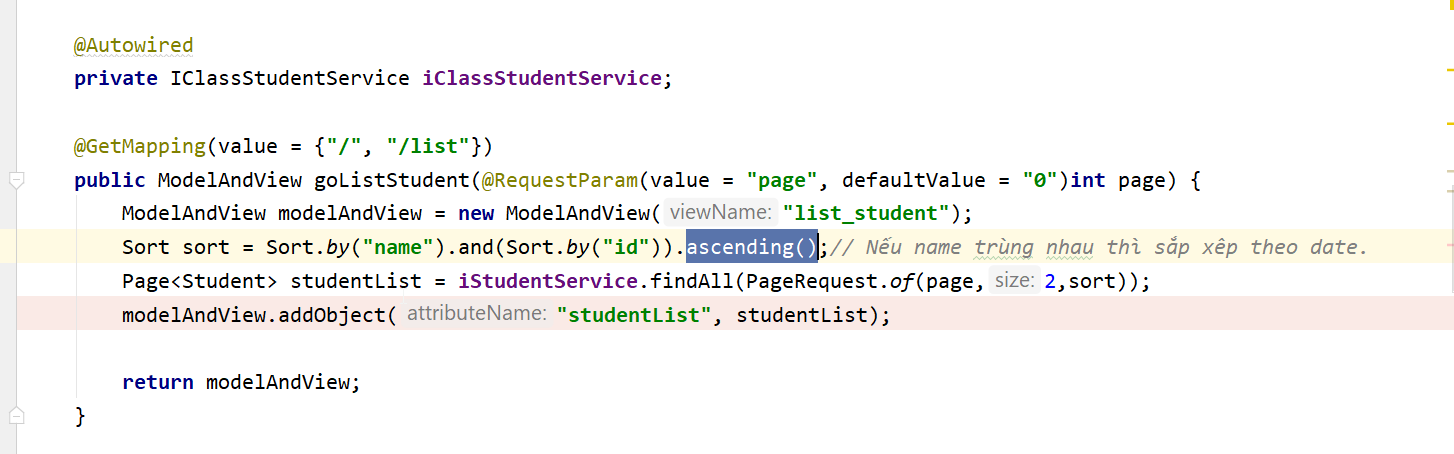 @Autowired
private IClassStudentService iClassStudentService;
@GetMapping(value = {"/", "/list"})
public ModelAndView goListStudent(@RequestParam(value = "page", defaultValue = "0")int page) {
ModelAndView modelAndView = new ModelAndView( viewName: "list_student");
Sort sort = Sort.by("name").and(Sort.by("id")).ascending();// Nếu name trùng nhau thì sắp xêp theo date.
Page<Student> studentList = iStudentService.findAll(PageRequest.of(page, size: 2,sort));
modelAndView.addObject( attributeName: "studentList", studentList);
return modelAndView;
}